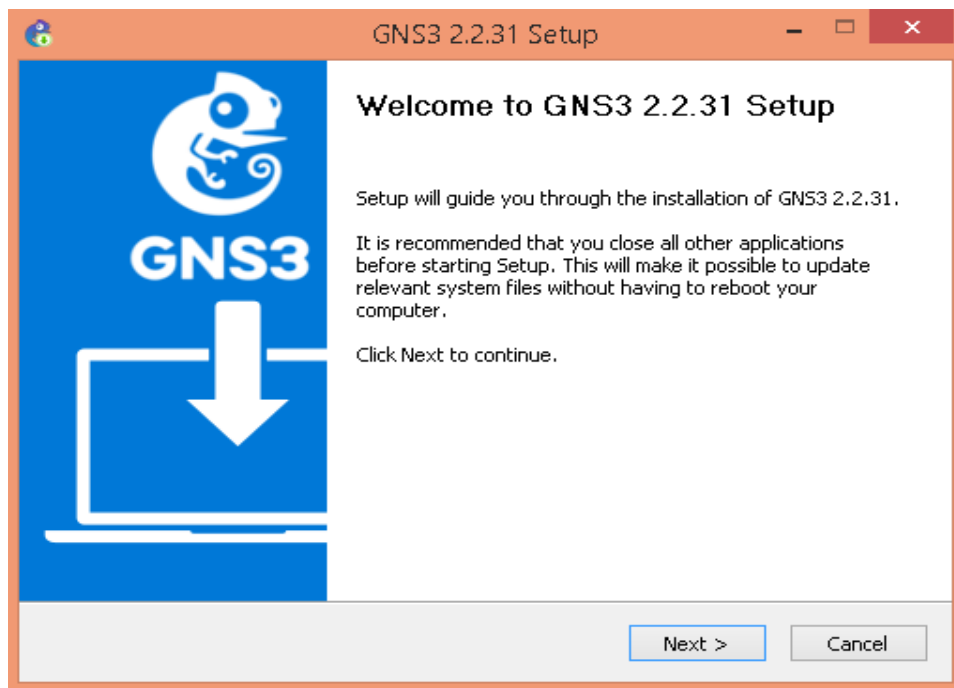 GNS3 2.2.31 Setup
Welcome to GNS3 2.2.31 Setup
Setup will guide you through the installation of GNS3 2.2.31.
It is recommended that you close all other applications
before starting Setup. This will make it possible to update
relevant system files without having to reboot your
computer.
Click Next to continue.
GNS3
Next >
Cancel